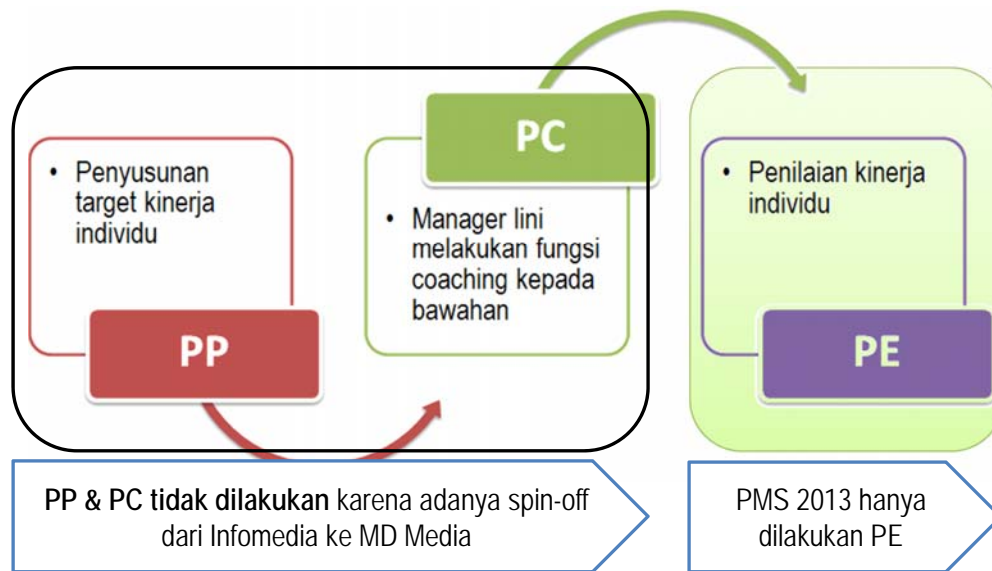 • Penyusunan
target kinerja
individu
PP
PC
• Manager lini
melakukan fungsi
coaching kepada
bawahan
• Penilaian kinerja
individu
PE
PP & PC tidak dilakukan karena adanya spin-off
dari Infomedia ke MD Media
PMS 2013 hanya
dilakukan PE